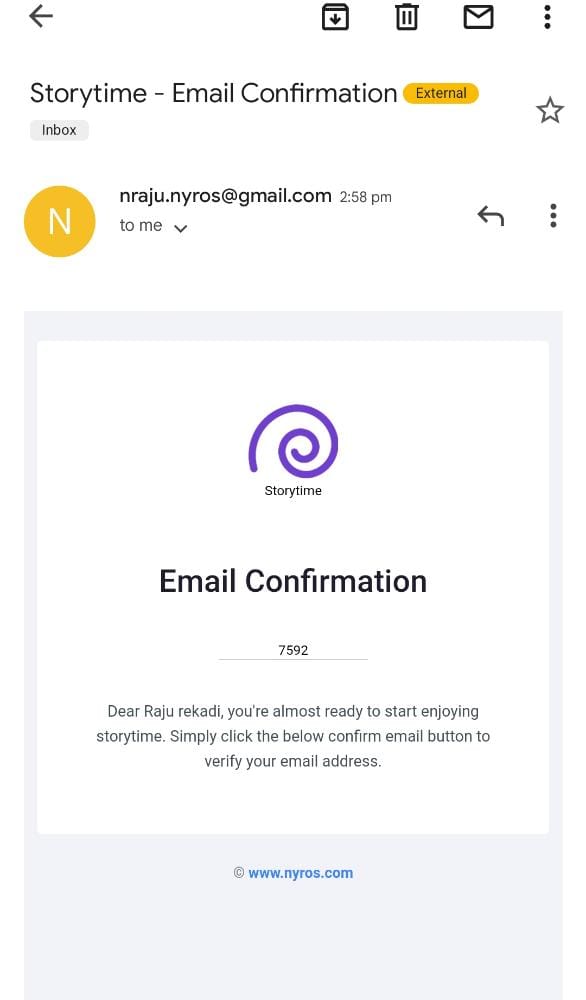 Storytime - Email Confirmation External
Inbox
N
nraju.nyros@gmail.com 2:58 pm
to me
Storytime
Email Confirmation
7592
Dear Raju rekadi, you're almost ready to start enjoying
storytime. Simply click the below confirm email button to
verify your email address.
© www.nyros.com